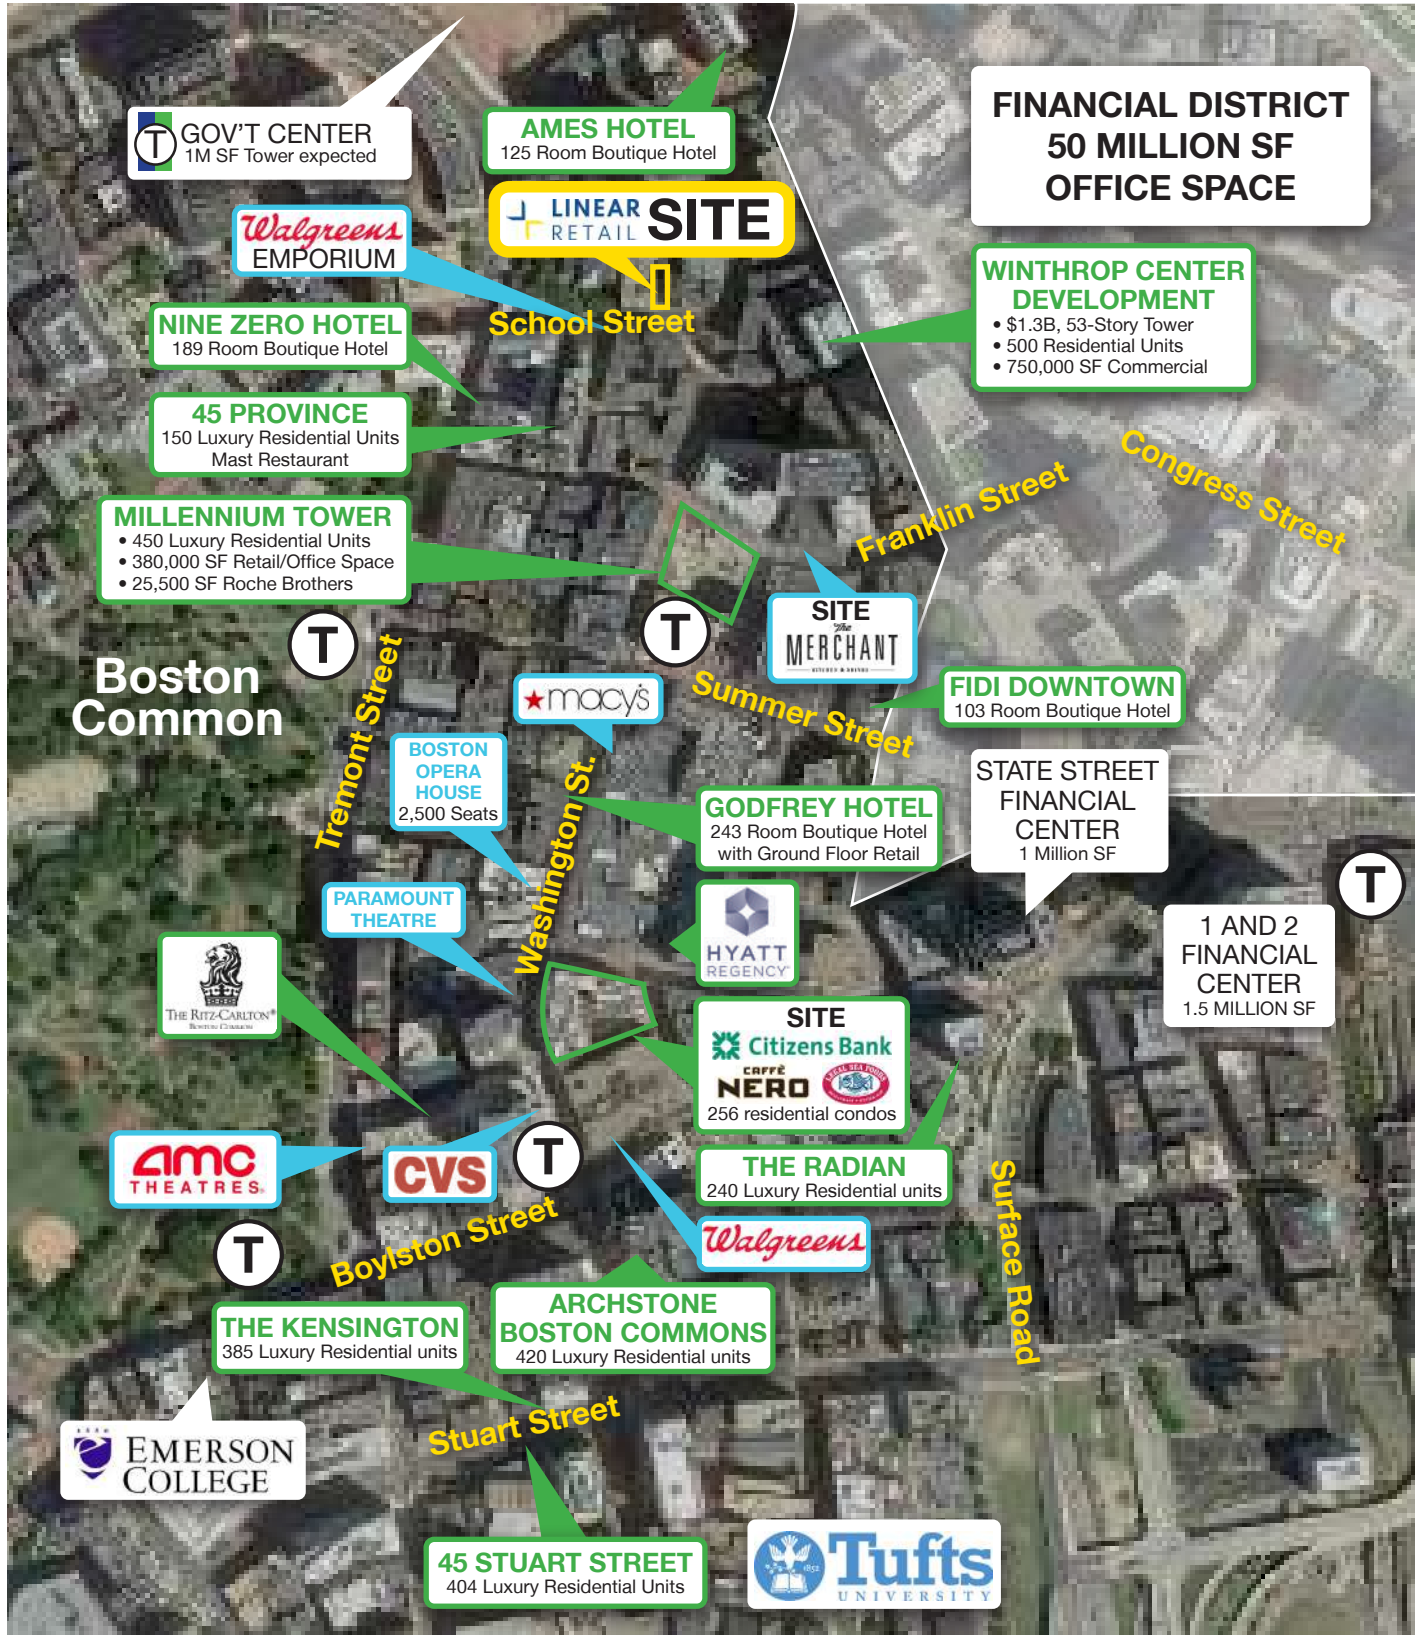 T
GOV'T CENTER
1M SF Tower expected
AMES HOTEL
125 Room Boutique Hotel
FINANCIAL DISTRICT
50 MILLION SF
OFFICE SPACE
LINEAR
RETAIL
SITE
Walgreens
EMPORIUM
School Street
WINTHROP CENTER
DEVELOPMENT
• $1.3B, 53-Story Tower
• 500 Residential Units
• 750,000 SF Commercial
NINE ZERO HOTEL
189 Room Boutique Hotel
45 PROVINCE
150 Luxury Residential Units
Mast Restaurant
Congress Street
Franklin Street
MILLENNIUM TOWER
• 450 Luxury Residential Units
• 380,000 SF Retail/Office Space
• 25,500 SF Roche Brothers
T
T
SITE
The
MERCHANT
KITCHEN & DRINKS
Boston
Common
Tremont Street
macy's
Summer Street
FIDI DOWNTOWN
103 Room Boutique Hotel
BOSTON
OPERA
HOUSE
2,500 Seats
Washington St.
GODFREY HOTEL
243 Room Boutique Hotel
with Ground Floor Retail
STATE STREET
FINANCIAL
CENTER
1 Million SF
T
PARAMOUNT
THEATRE
HYATT
REGENCY
1 AND 2
FINANCIAL
CENTER
1.5 MILLION SF
THE RITZ-CARLTON®
BOSTON COMMON
SITE
Citizens Bank
CAFFÈ
NERO
LEGAL SEA FOODS
256 residential condos
AMC
THEATRES
CVS
T
THE RADIAN
240 Luxury Residential units
Surface Road
T
Boylston Street
Walgreens
THE KENSINGTON
385 Luxury Residential units
ARCHSTONE
BOSTON COMMONS
420 Luxury Residential units
Stuart Street
1880
EMERSON
COLLEGE
45 STUART STREET
404 Luxury Residential Units
1852
Tufts
UNIVERSITY